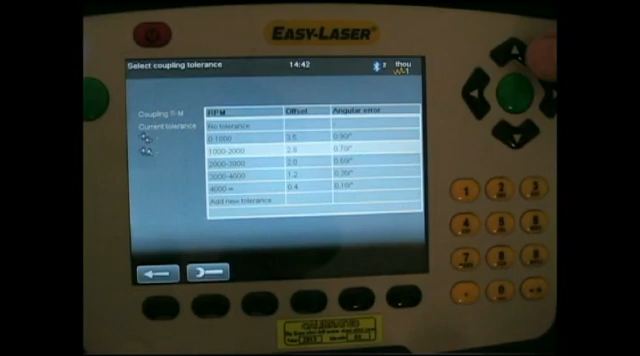 EASY-LASER®
Select coupling tolerance 14:42 2 thou
Coupling S-M
Current tolerance
RPM Offset Angular error
No tolerance
0-1000 3.5 0.90/"
1000-2000 2.8 0.70/"
2000-3000 2.0 0.50/"
3000-4000 1.2 0.30/"
4000 = 0.4 0.10/"
Add new tolerance
1 2 3
4 5 6
7 8 9
. 0
CALIBRATED